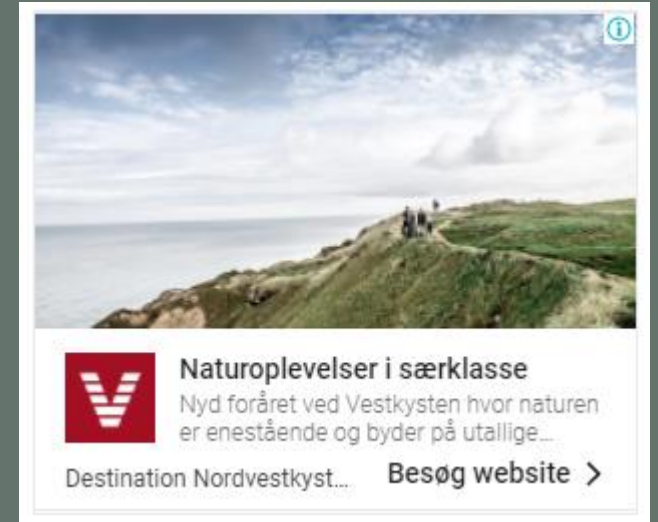 Naturoplevelser i særklasse
Nyd foråret ved Vestkysten hvor naturen
er enestående og byder på utallige...
Destination Nordvestkyst...
Besøg website >